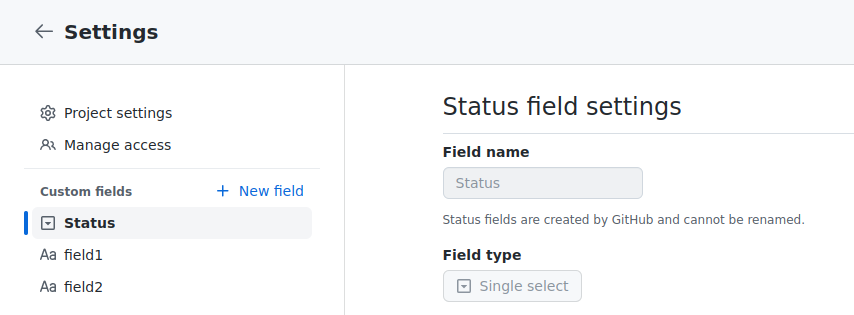 Settings
Project settings
Manage access
Custom fields
New field
Status
Aa field1
Aa field2
Status field settings
Field name
Status
Status fields are created by GitHub and cannot be renamed.
Field type
Single select